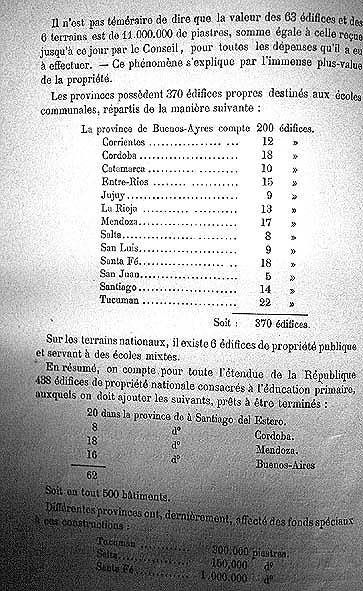 Il n'est pas téméraire de dire que la valeur des 63 édifices et des
6 terrains est de 11.000.000 de piastres, somme égale à celle reçue
jusqu'à ce jour par le Conseil, pour toutes les dépenses qu'il a eu
à effectuer. — Ce phénomène s'explique par l'immense plus-value
de la propriété.
Les provinces possèdent 370 édifices propres destinés aux écoles
communales, répartis de la manière suivante :
La province de Buenos-Ayres compte 200 édifices.
Corrientes .................. 12 »
Cordoba .................. 18 »
Catamarca .................. 10 »
Entre-Rios .................. 15 »
Jujuy .................. 9 »
La Rioja .................. 13 »
Mendoza .................. 17 »
Salta .................. 8 »
San Luis .................. 9 »
Santa Fé .................. 18 »
San Juan .................. 5 »
Santiago .................. 14 »
Tucuman .................. 22 »
Soit : 370 édifices.
Sur les terrains nationaux, il existe 6 édifices de propriété publique
et servant à des écoles mixtes.
En résumé, on compte pour toute l'étendue de la République
438 édifices de propriété nationale consacrés à l'éducation primaire,
auxquels on doit ajouter les suivants, prêts à être terminés :
20 dans la province de à Santiago del Estero.
8 d° Cordoba.
18 d° Mendoza.
16 d° Buenos-Aires
62
Soit en tout 500 bâtiments.
Différentes provinces ont, dernièrement, affecté des fonds spéciaux
à ces constructions :
Tucuman .......... 300,000 piastres.
Salta .......... 150,000 d°
Santa Fé .......... 1.000.000 d°